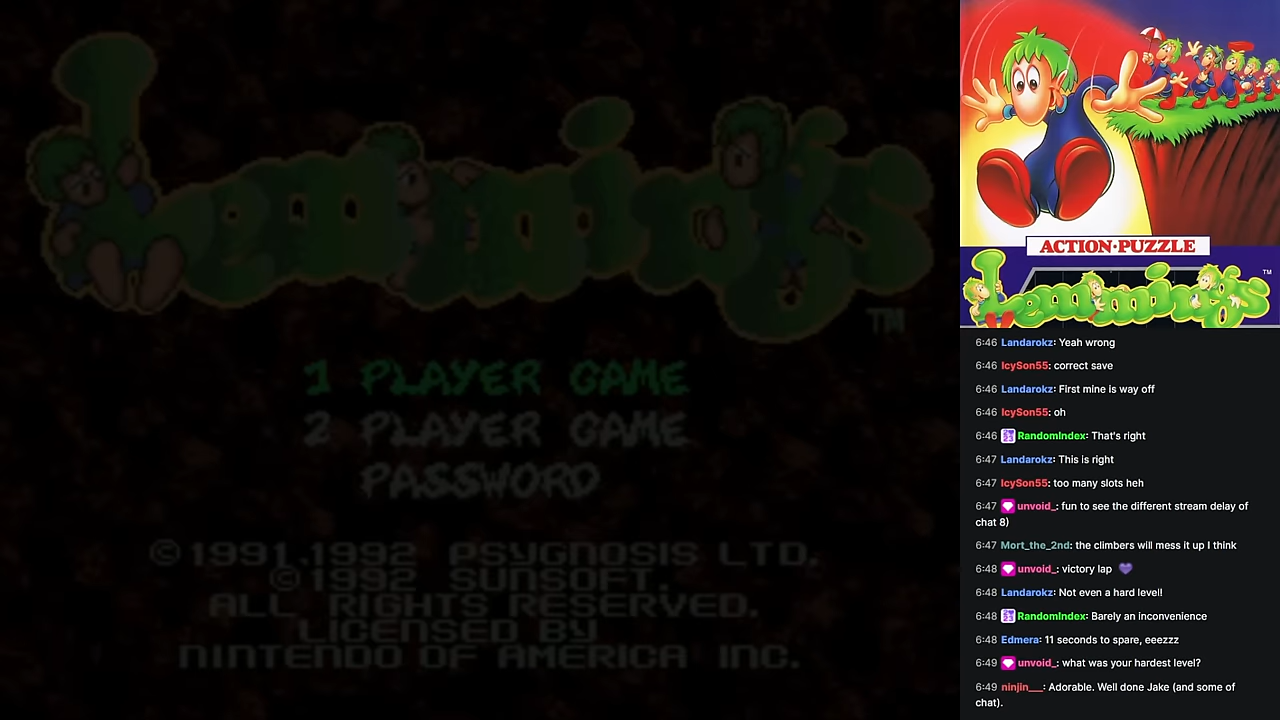 Lemmings
TM
1 PLAYER GAME
2 PLAYER GAME
PASSWORD
©1991,1992 PSYGNOSIS LTD.
©1992 SUNSOFT.
ALL RIGHTS RESERVED.
LICENSED BY
NINTENDO OF AMERICA INC.
ACTION·PUZZLE
Lemmings
TM
6:46 Landarokz: Yeah wrong
6:46 IcySon55: correct save
6:46 Landarokz: First mine is way off
6:46 IcySon55: oh
6:46 RandomIndex: That's right
6:47 Landarokz: This is right
6:47 IcySon55: too many slots heh
6:47 unvoid_: fun to see the different stream delay of
chat 8)
6:47 Mort_the_2nd: the climbers will mess it up I think
6:48 unvoid_: victory lap 💜
6:48 Landarokz: Not even a hard level!
6:48 RandomIndex: Barely an inconvenience
6:48 Edmera: 11 seconds to spare, eeezzz
6:49 unvoid_: what was your hardest level?
6:49 ninjin___: Adorable. Well done Jake (and some of
chat).